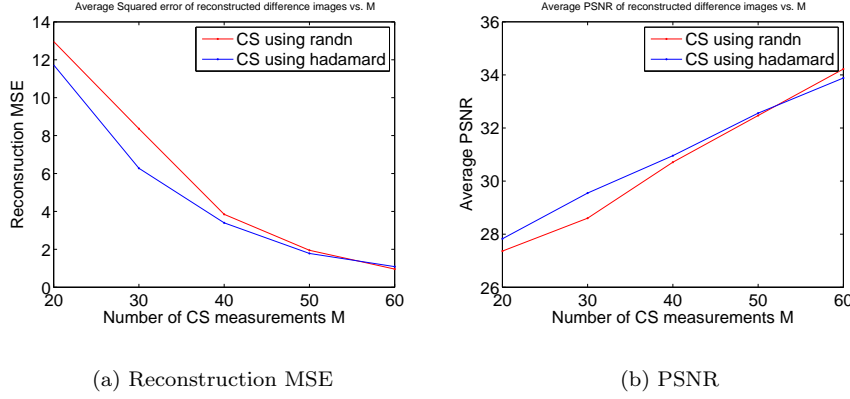 Average Squared error of reconstructed difference images vs. M
14
12
10
8
6
4
2
0
Reconsruction MSE
CS using randn
CS using hadamard
20 30 40 50 60
Number of CS measurements M
(a) Reconstruction MSE
Average PSNR of reconstructed difference images vs. M
36
34
32
30
28
26
Average PSNR
CS using randn
CS using hadamard
20 30 40 50 60
Number of CS measurements M
(b) PSNR